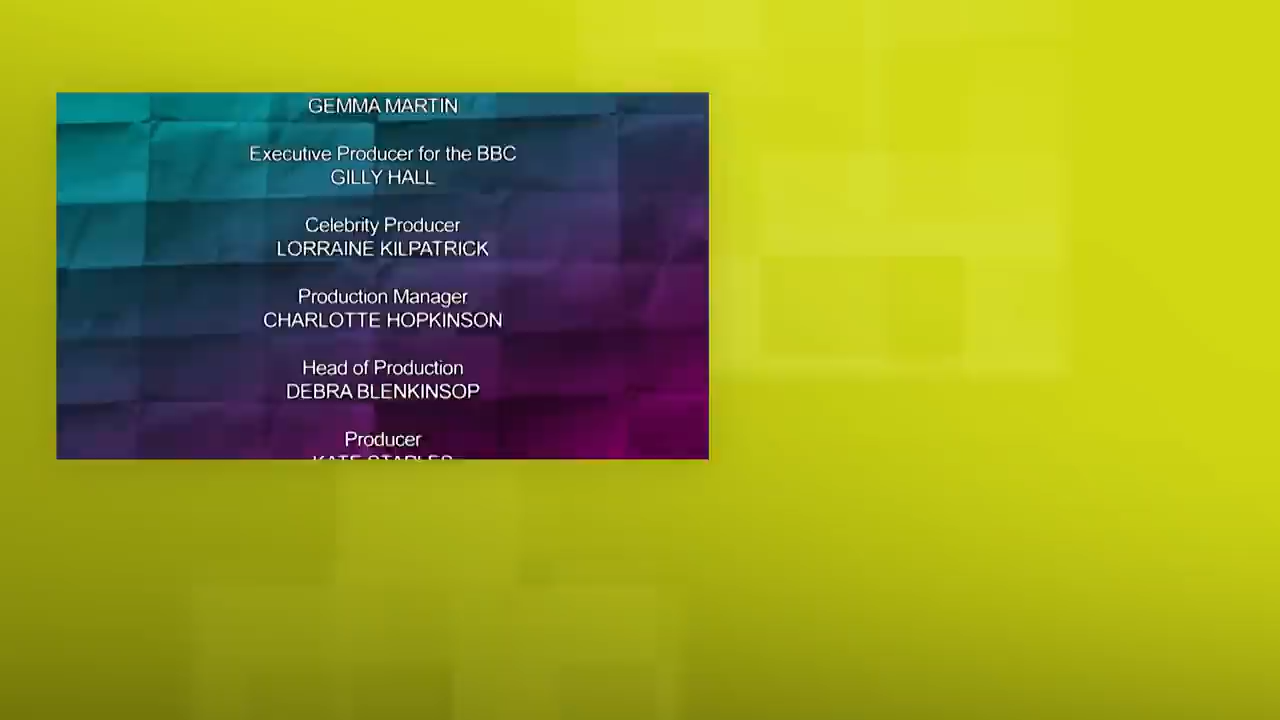 GEMMA MARTIN
Executive Producer for the BBC
GILLY HALL
Celebrity Producer
LORRAINE KILPATRICK
Production Manager
CHARLOTTE HOPKINSON
Head of Production
DEBRA BLENKINSOP
Producer